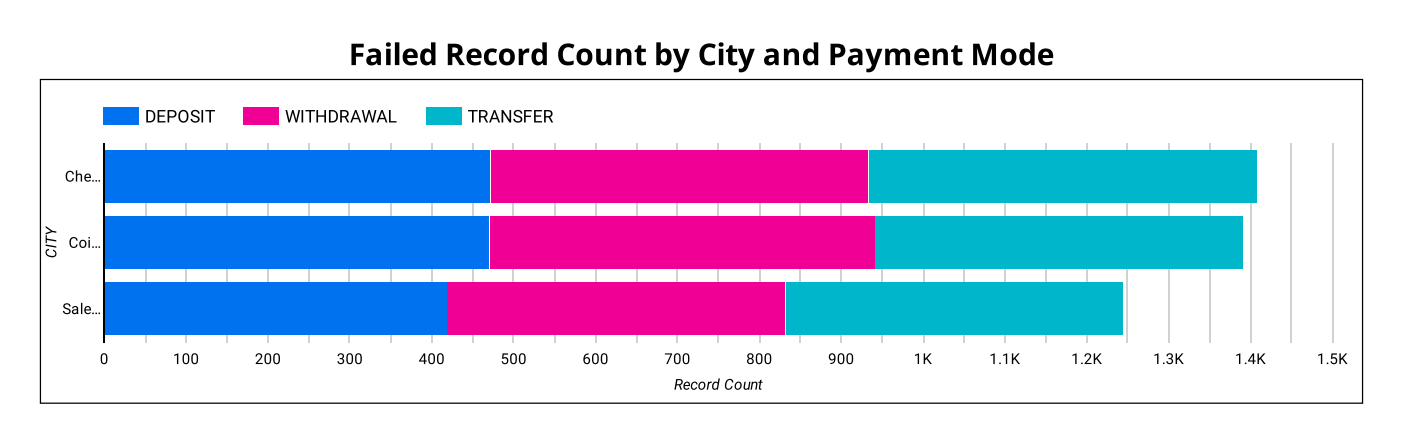 Failed Record Count by City and Payment Mode
DEPOSIT WITHDRAWAL TRANSFER
Che…
Coi…
Sale…
CITY
0 100 200 300 400 500 600 700 800 900 1K 1.1K 1.2K 1.3K 1.4K 1.5K
Record Count